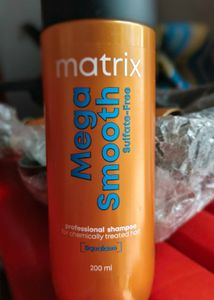 matrix
Mega
Smooth
Sulfate-Free
professional shampoo
for chemically treated hair
200 ml